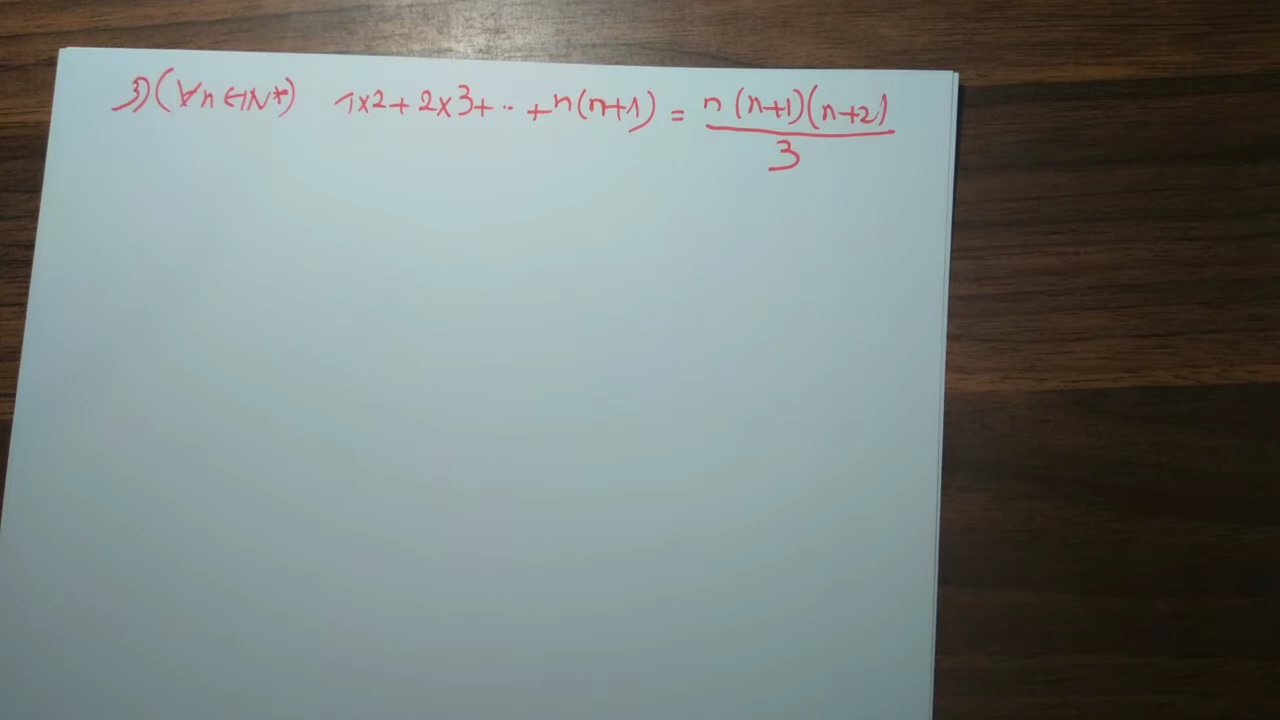 3) (∀n∈ℕ*) 1×2+2×3+..+n(n+1) = n(n+1)(n+2)/3